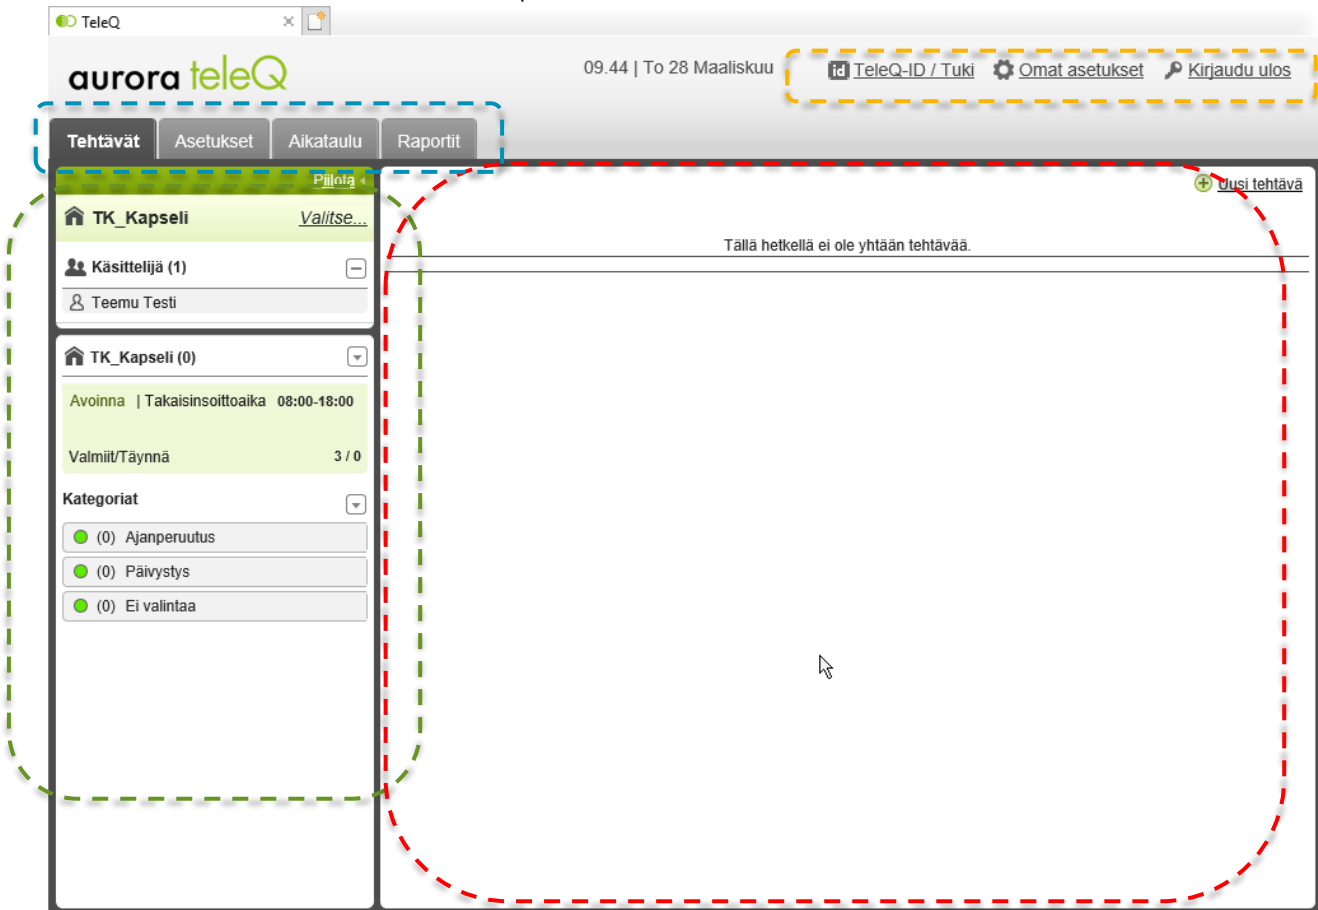 TeleQ
aurora teleQ
09.44 | To 28 Maaliskuu
TeleQ-ID / Tuki
Omat asetukset
Kirjaudu ulos
Tehtävät
Asetukset
Aikataulu
Raportit
Piilota
TK_Kapseli
Valitse...
Käsittelijä (1)
Teemu Testi
TK_Kapseli (0)
Avoinna | Takaisinsoittoaika 08:00-18:00
Valmiit/Täynnä 3 / 0
Kategoriat
(0) Ajanperuutus
(0) Päivystys
(0) Ei valintaa
Uusi tehtävä
Tällä hetkellä ei ole yhtään tehtävää.